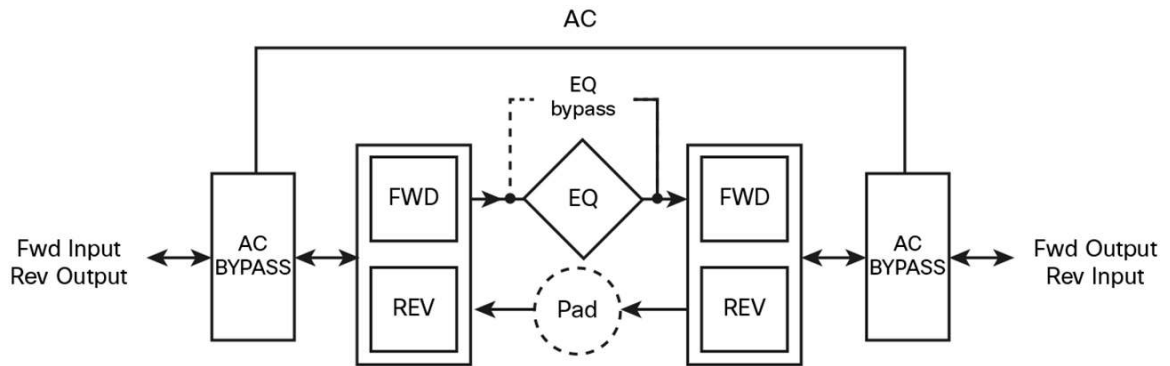 AC
EQ
bypass
FWD
EQ
FWD
Fwd Input
Rev Output
AC
BYPASS
AC
BYPASS
Fwd Output
Rev Input
REV
Pad
REV